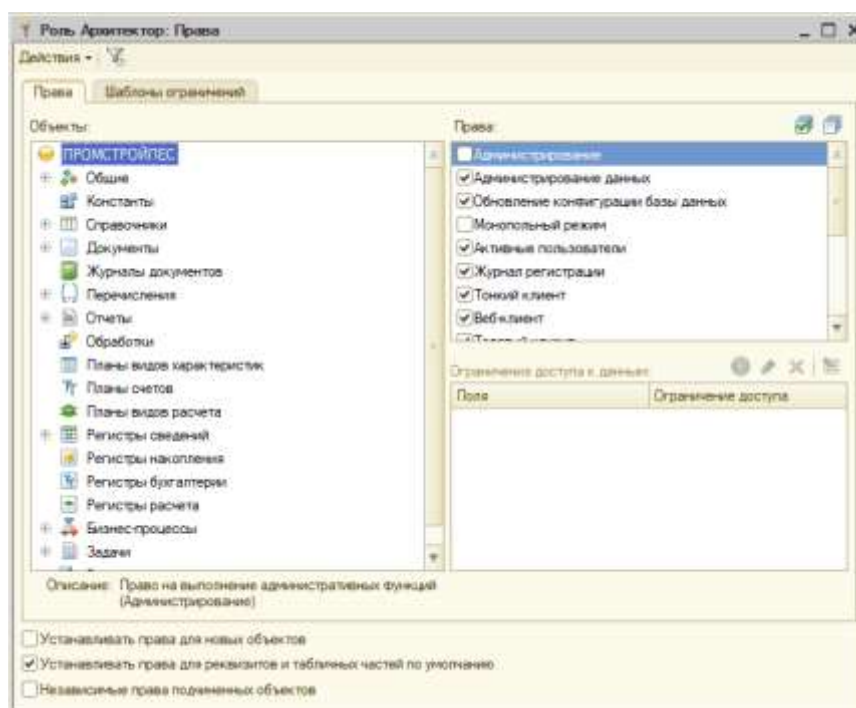 Роль Архитектор: Права
Действия
Права
Шаблоны ограничений
Объекты:
ПРОМСТРОЙЛЕС
Общие
Константы
Справочники
Документы
Журналы документов
Перечисления
Отчеты
Обработки
Планы видов характеристик
Планы счетов
Планы видов расчета
Регистры сведений
Регистры накопления
Регистры бухгалтерии
Регистры расчета
Бизнес-процессы
Задачи
Права:
Администрирование
Администрирование данных
Обновление конфигурации базы данных
Монопольный режим
Активные пользователи
Журнал регистрации
Тонкий клиент
Веб-клиент
Толстый клиент
Ограничения доступа к данным:
Поля
Ограничение доступа
Описание: Право на выполнение административных функций
(Администрирование)
Устанавливать права для новых объектов
Устанавливать права для реквизитов и табличных частей по умолчанию
Независимые права подчиненных объектов